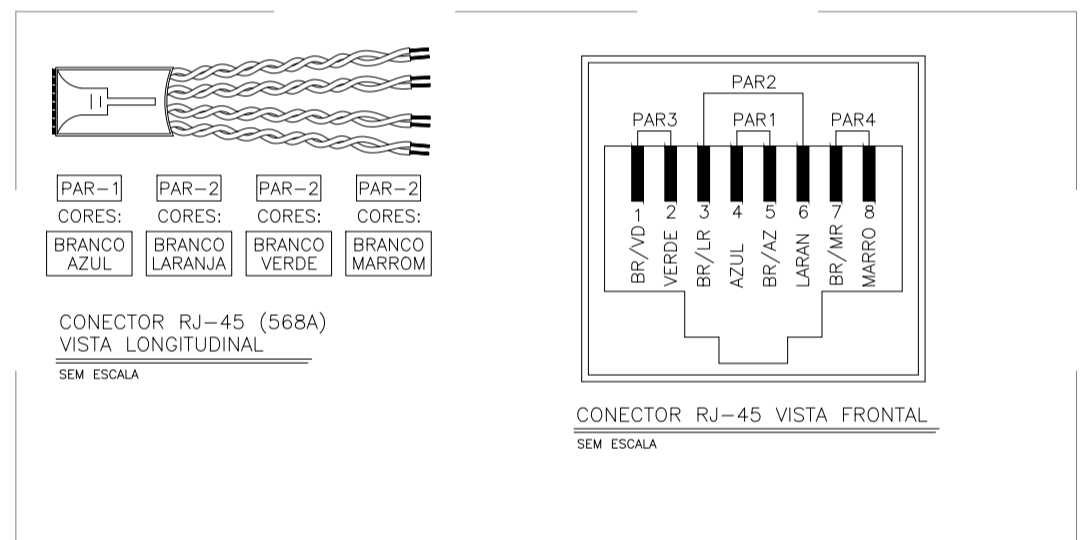 PAR-1 PAR-2 PAR-2 PAR-2
CORES: CORES: CORES: CORES:
BRANCO AZUL
BRANCO LARANJA
BRANCO VERDE
BRANCO MARROM
CONECTOR RJ-45 (568A)
VISTA LONGITUDINAL
SEM ESCALA
PAR2
PAR3 PAR1 PAR4
1 2 3 4 5 6 7 8
BR/VD
VERDE
BR/LR
AZUL
BR/AZ
LARAN
BR/MR
MARRO
CONECTOR RJ-45 VISTA FRONTAL
SEM ESCALA